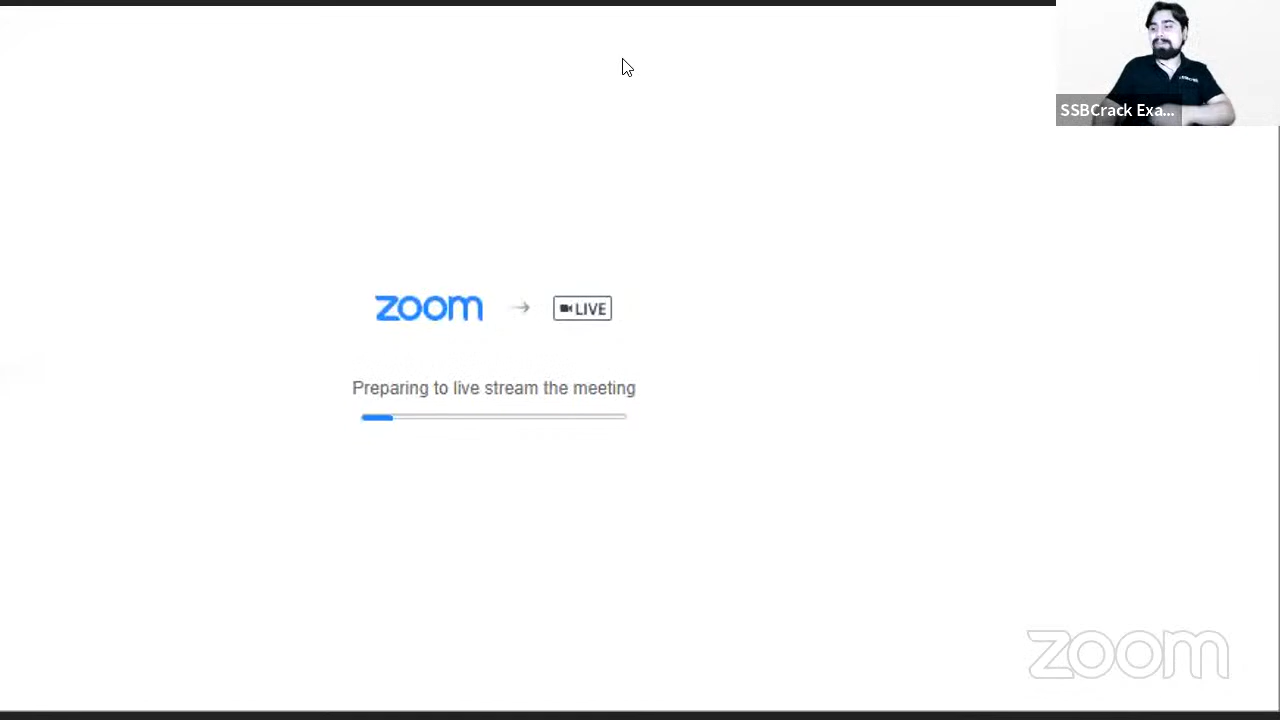 SSBCrack Exa...
zoom → LIVE
Preparing to live stream the meeting
zoom